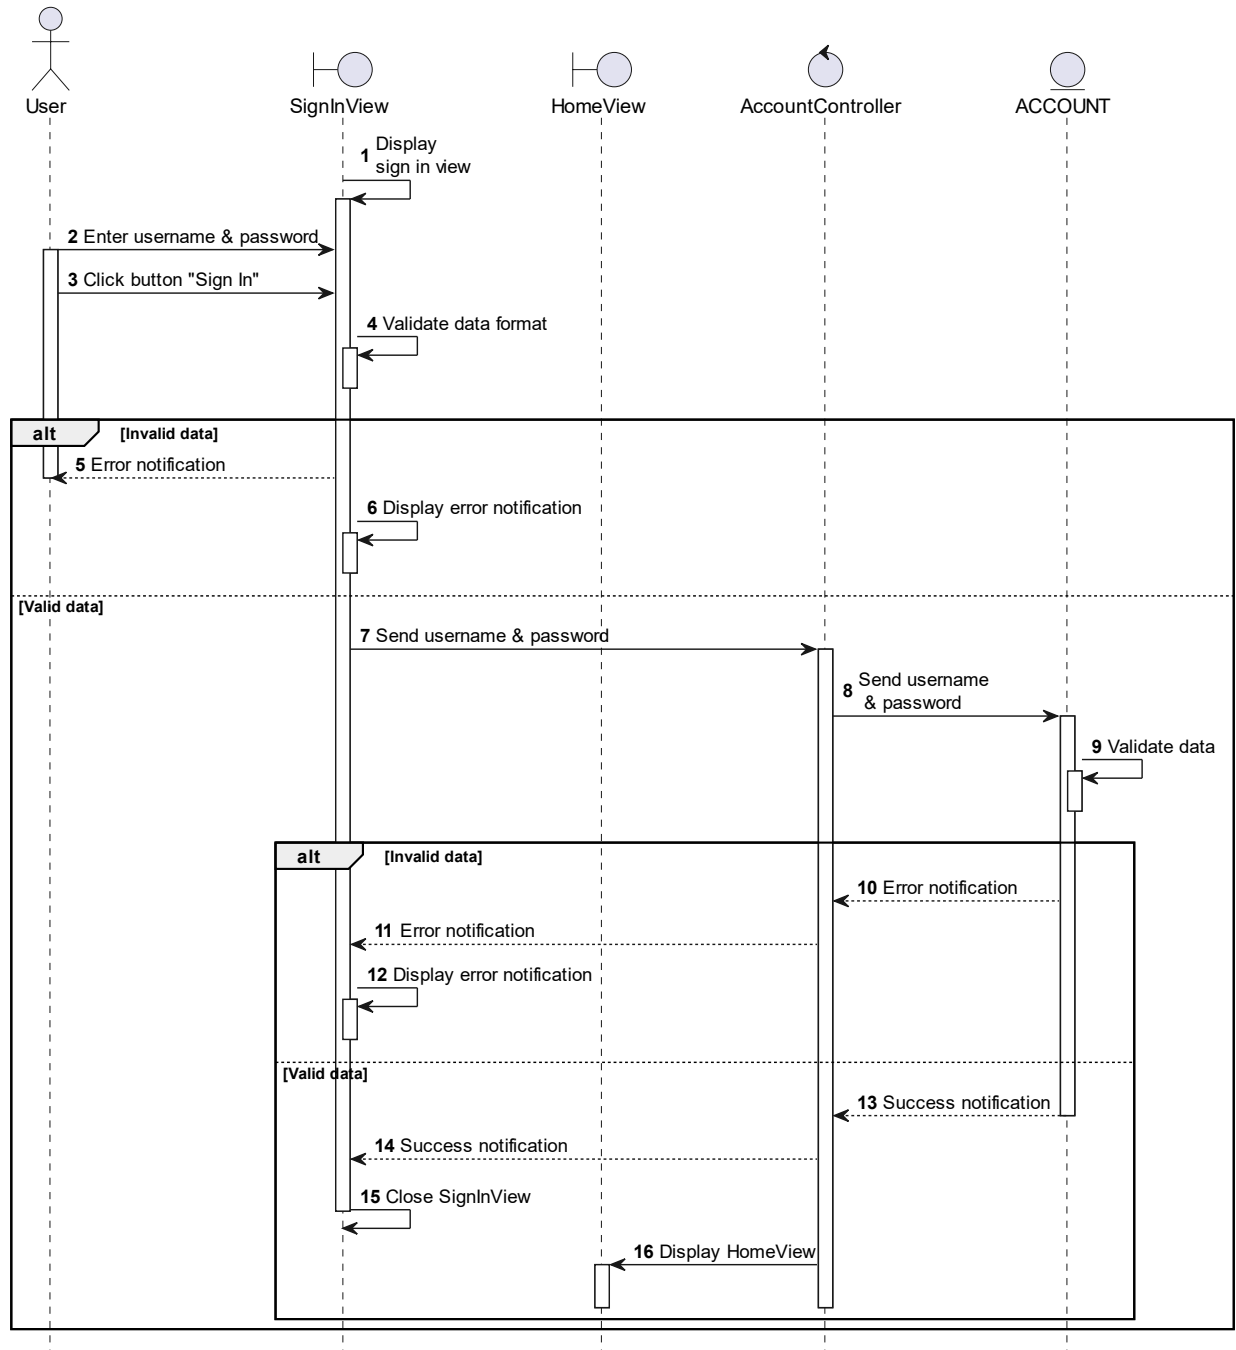 User
SignInView
HomeView
AccountController
ACCOUNT
1 Display
sign in view
2 Enter username & password
3 Click button "Sign In"
4 Validate data format
alt [Invalid data]
5 Error notification
6 Display error notification
[Valid data]
7 Send username & password
8 Send username
& password
9 Validate data
alt [Invalid data]
10 Error notification
11 Error notification
12 Display error notification
[Valid data]
13 Success notification
14 Success notification
15 Close SignInView
16 Display HomeView